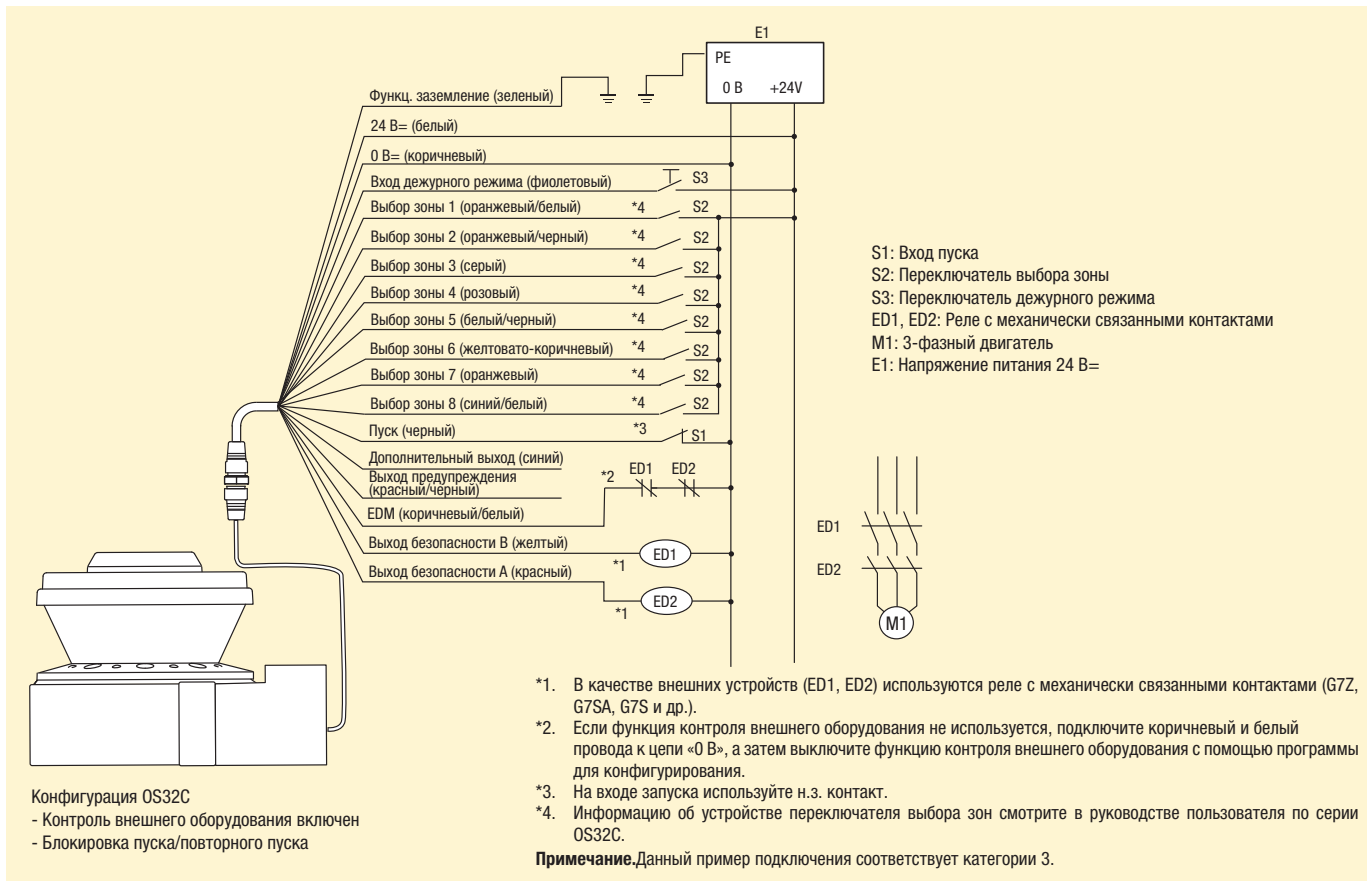 E1
PE
0 В +24V
Функц. заземление (зеленый)
24 В= (белый)
0 В= (коричневый)
Вход дежурного режима (фиолетовый) S3
Выбор зоны 1 (оранжевый/белый) *4 S2
Выбор зоны 2 (оранжевый/черный) *4 S2
Выбор зоны 3 (серый) *4 S2
Выбор зоны 4 (розовый) *4 S2
Выбор зоны 5 (белый/черный) *4 S2
Выбор зоны 6 (желтовато-коричневый) *4 S2
Выбор зоны 7 (оранжевый) *4 S2
Выбор зоны 8 (синий/белый) *4 S2
Пуск (черный) *3 S1
Дополнительный выход (синий)
Выход предупреждения
(красный/черный)
*2 ED1 ED2
EDM (коричневый/белый)
Выход безопасности B (желтый)
*1 ED1
Выход безопасности A (красный)
*1 ED2
S1: Вход пуска
S2: Переключатель выбора зоны
S3: Переключатель дежурного режима
ED1, ED2: Реле с механически связанными контактами
M1: 3-фазный двигатель
E1: Напряжение питания 24 В=
ED1
ED2
M1
Конфигурация OS32C
- Контроль внешнего оборудования включен
- Блокировка пуска/повторного пуска
*1. В качестве внешних устройств (ED1, ED2) используются реле с механически связанными контактами (G7Z,
G7SA, G7S и др.).
*2. Если функция контроля внешнего оборудования не используется, подключите коричневый и белый
провода к цепи «0 В», а затем выключите функцию контроля внешнего оборудования с помощью программы
для конфигурирования.
*3. На входе запуска используйте н.з. контакт.
*4. Информацию об устройстве переключателя выбора зон смотрите в руководстве пользователя по серии
OS32C.
Примечание.Данный пример подключения соответствует категории 3.